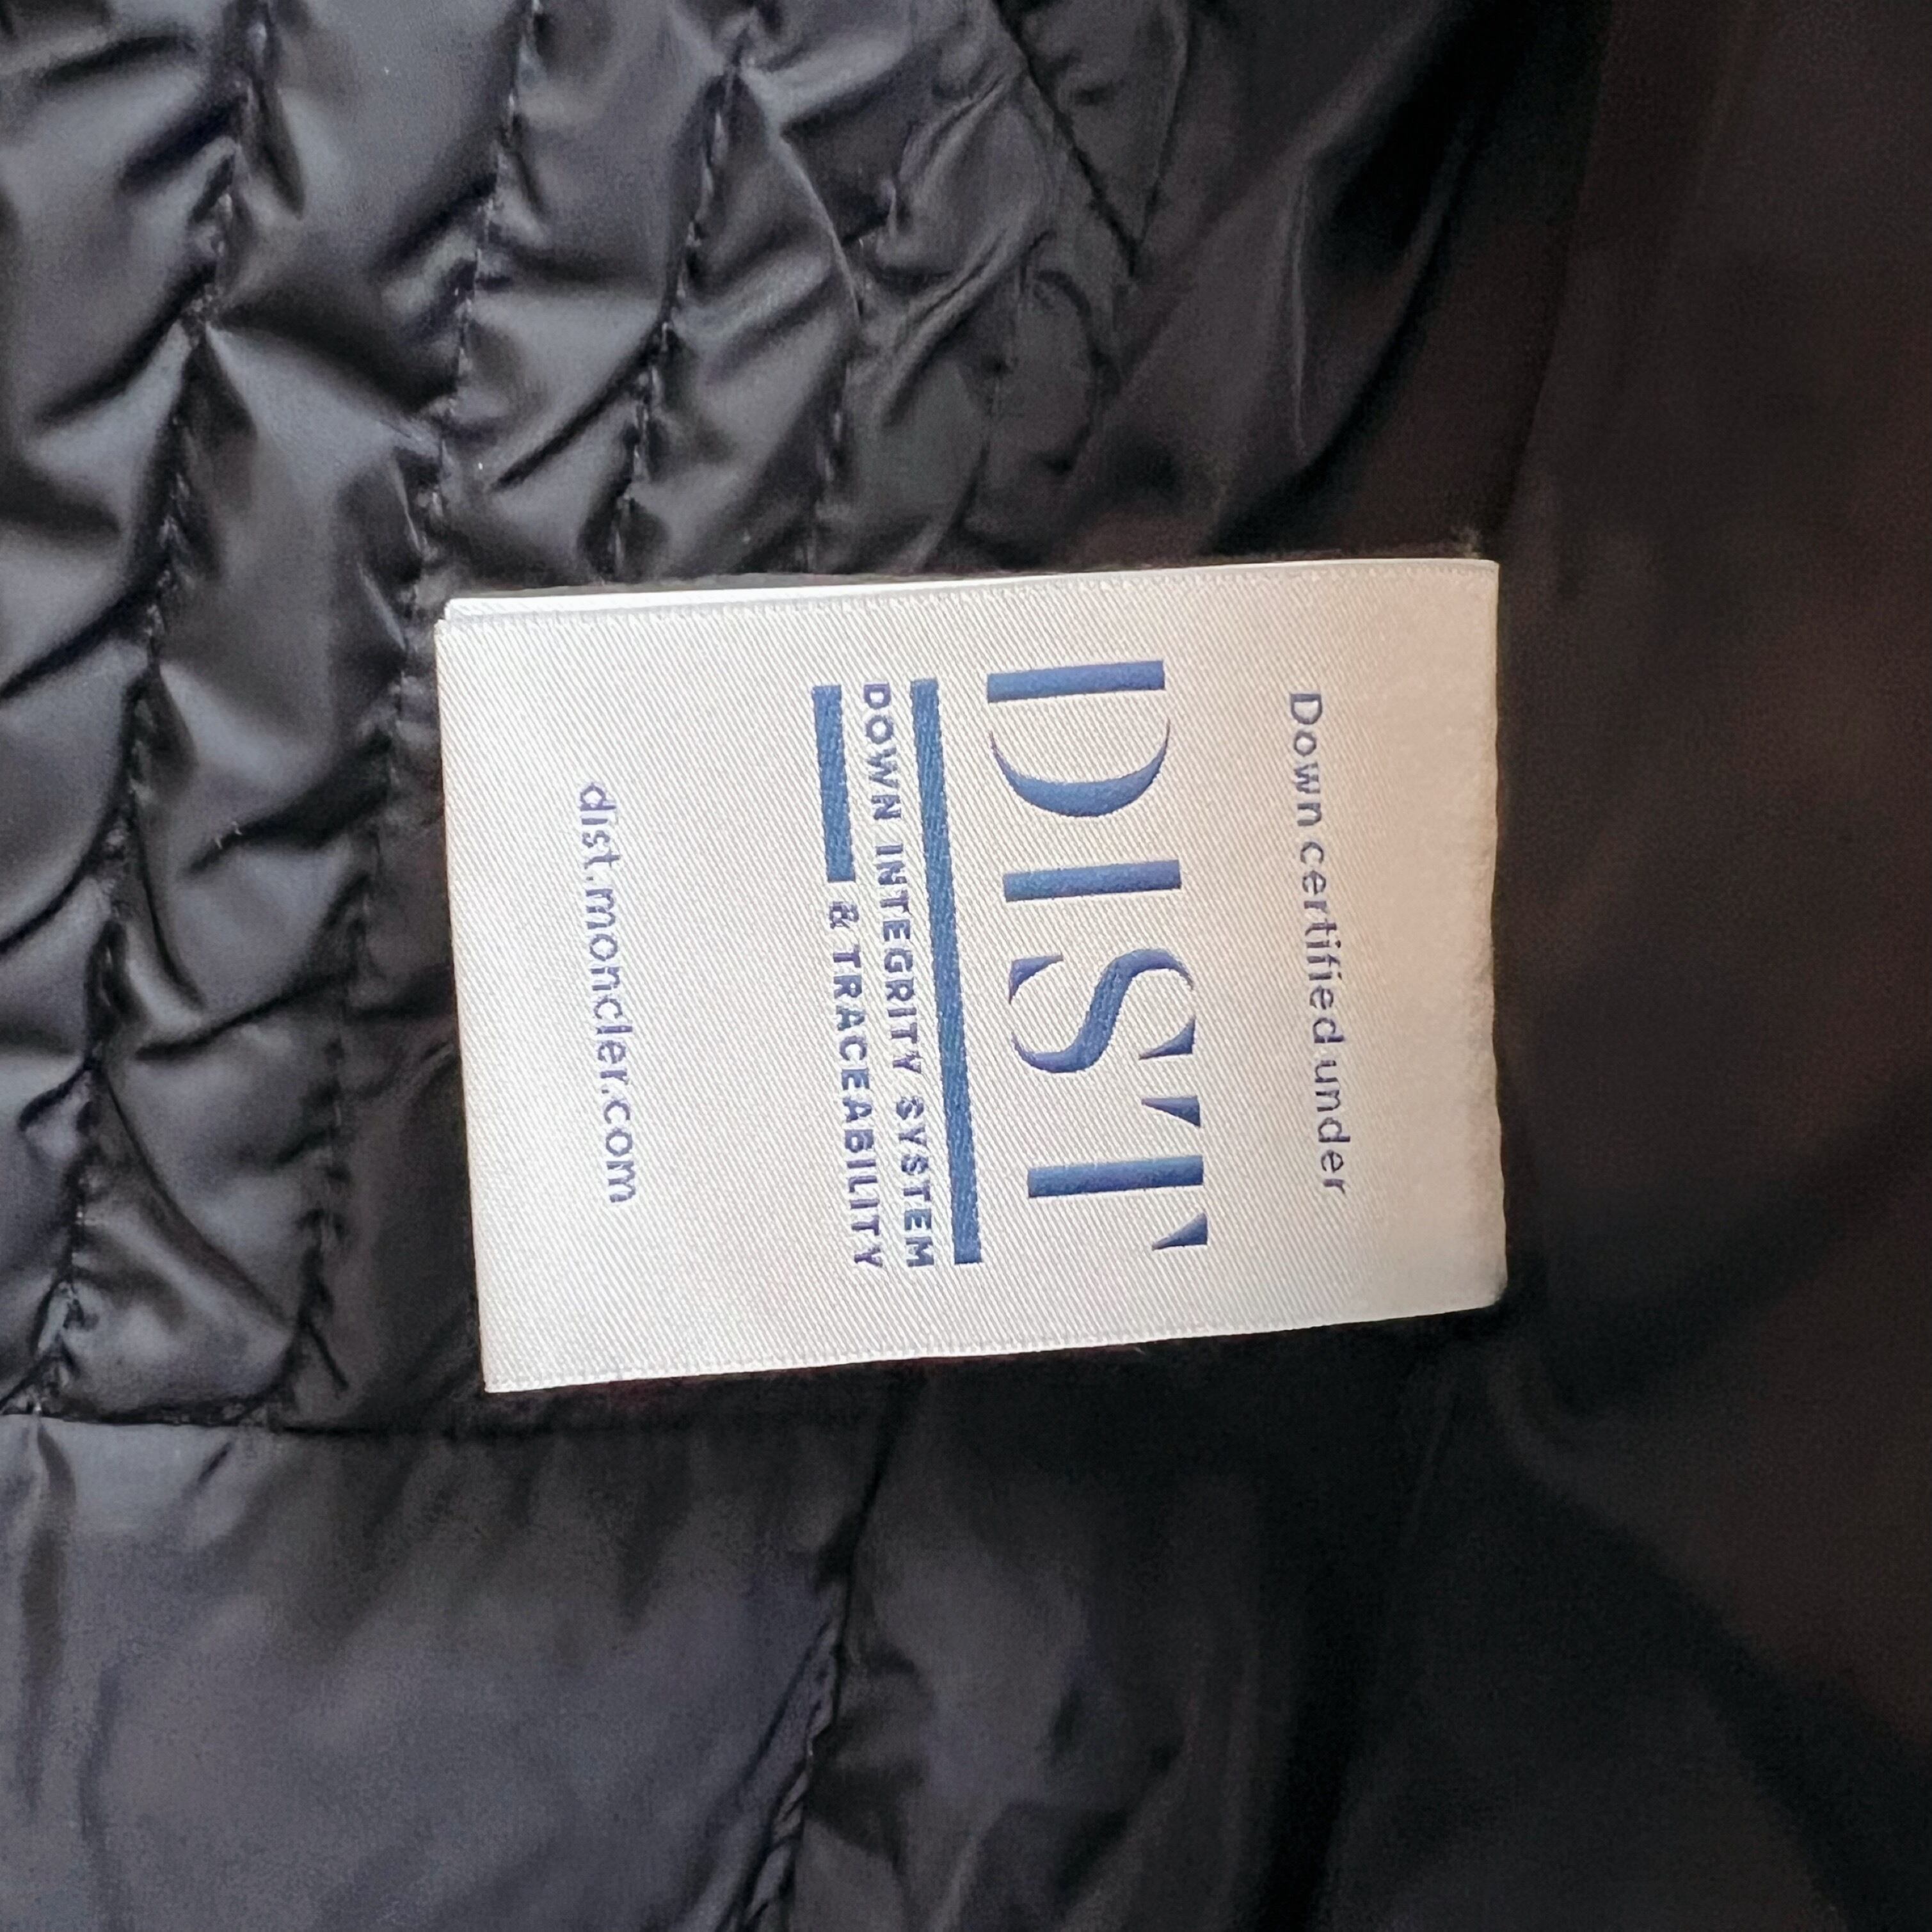 Down certified under
DIST
DOWN INTEGRITY SYSTEM
& TRACEABILITY
dist.moncler.com